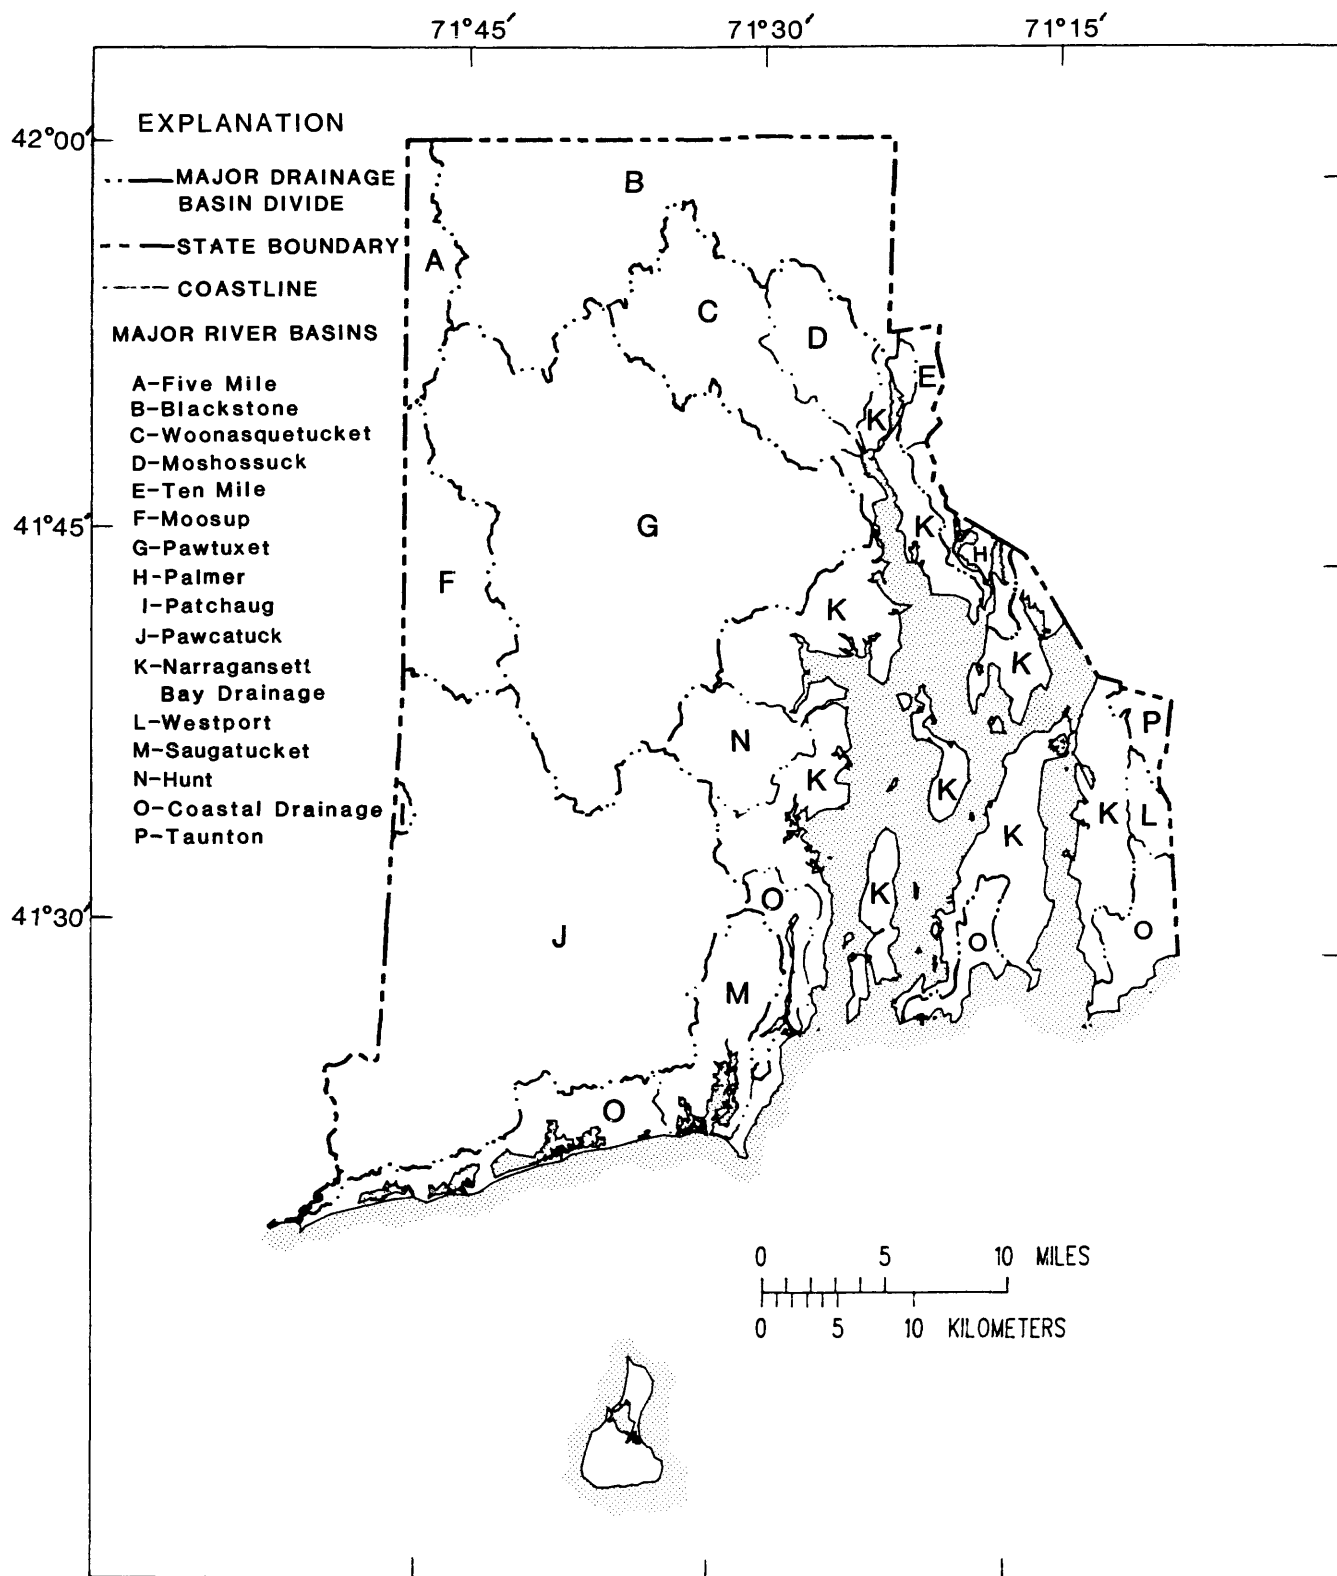 71°45′ 71°30′ 71°15′
42°00′
EXPLANATION
MAJOR DRAINAGE
BASIN DIVIDE
STATE BOUNDARY
COASTLINE
MAJOR RIVER BASINS
A-Five Mile
B-Blackstone
C-Woonasquetucket
D-Moshossuck
E-Ten Mile
F-Moosup
G-Pawtuxet
H-Palmer
I-Patchaug
J-Pawcatuck
K-Narragansett
Bay Drainage
L-Westport
M-Saugatucket
N-Hunt
O-Coastal Drainage
P-Taunton
41°45′
41°30′
B
A
C
D
E
K
G
K
H
F
K
K
P
N
K
K
K
L
K
K
O
J
O
O
M
O
0 5 10 MILES
0 5 10 KILOMETERS